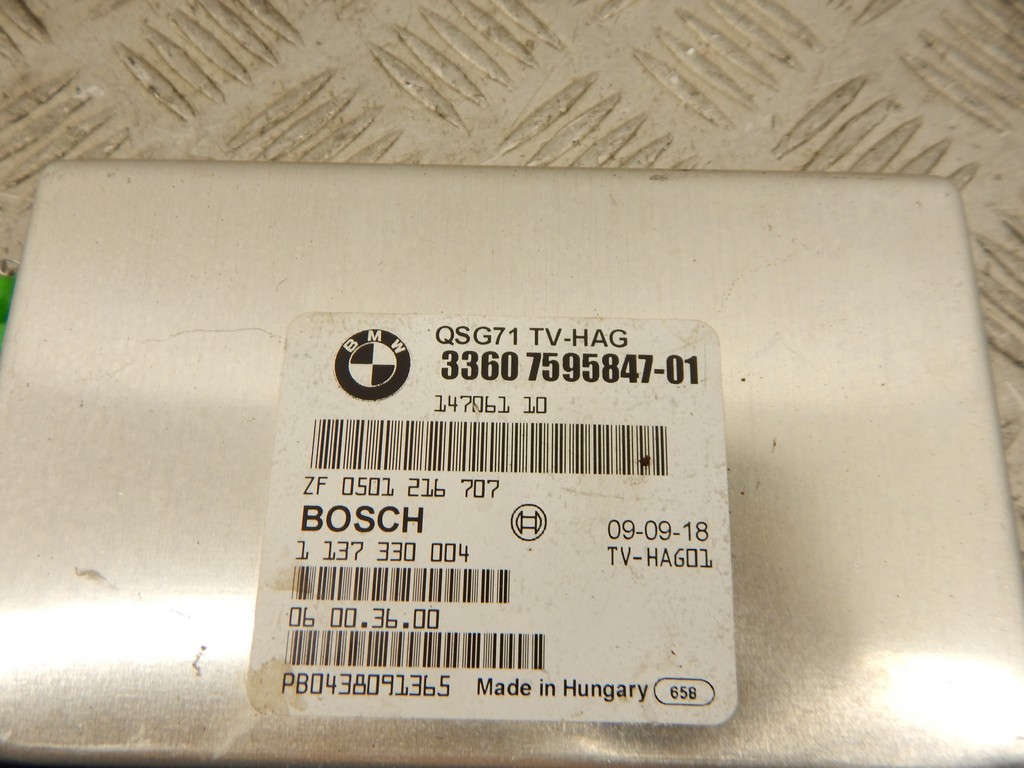 BMW
QSG71 TV-HAG
3360 7595847-01
147061 10
ZF 0501 216 707
BOSCH
09-09-18
1 137 330 004
TV-HAG01
06 00.36.00
PB0438091365
Made in Hungary 658